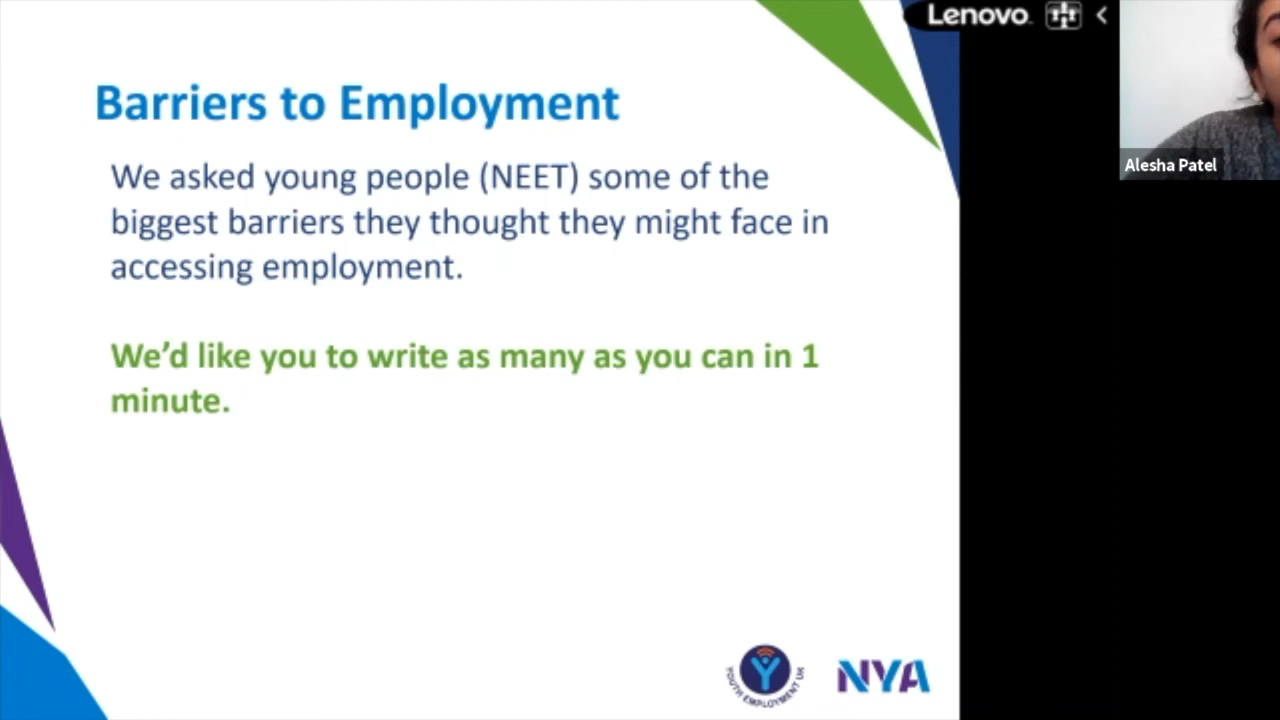 Lenovo
Barriers to Employment
We asked young people (NEET) some of the
biggest barriers they thought they might face in
accessing employment.
We’d like you to write as many as you can in 1
minute.
Alesha Patel
YOUTH EMPLOYMENT UK
NYA